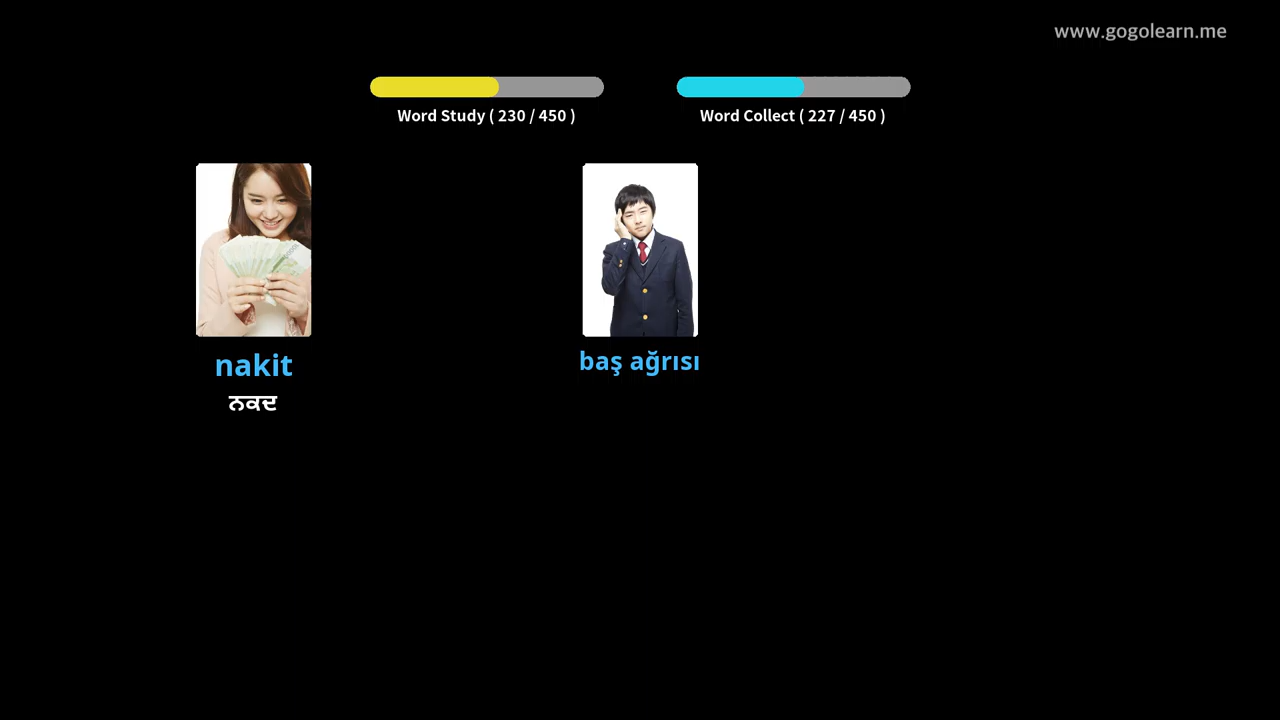 www.gogolearn.me
Word Study ( 230 / 450 )
Word Collect ( 227 / 450 )
nakit
ਨਕਦ
baş ağrısı